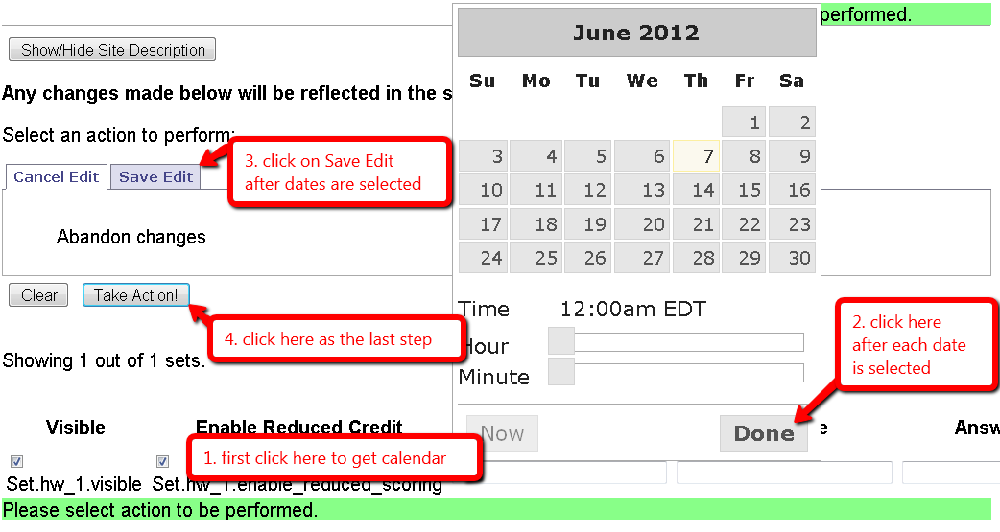 performed.
Show/Hide Site Description
Any changes made below will be reflected in the s
Select an action to perform:
Cancel Edit Save Edit
3. click on Save Edit
after dates are selected
Abandon changes
Clear Take Action!
4. click here as the last step
Showing 1 out of 1 sets.
June 2012
Su Mo Tu We Th Fr Sa
1 2
3 4 5 6 7 8 9
10 11 12 13 14 15 16
17 18 19 20 21 22 23
24 25 26 27 28 29 30
Time 12:00am EDT
Hour
Minute
2. click here
after each date
is selected
Now Done
Visible Enable Reduced Credit e Answ
1. first click here to get calendar
Set.hw_1.visible Set.hw_1.enable_reduced_scoring
Please select action to be performed.